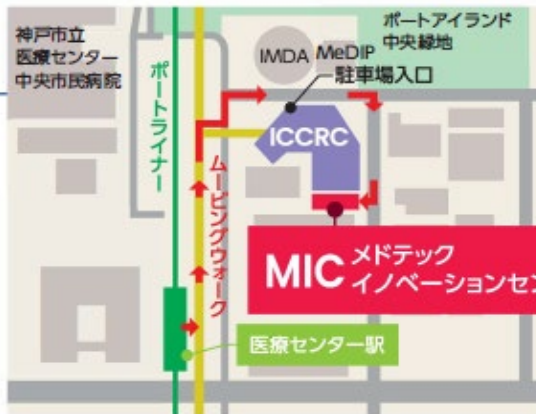 神戸市立
医療センター
中央市民病院
ポートライナー
ムービングウォーク
IMDA
MeDIP
駐車場入口
ポートアイランド
中央緑地
ICCRC
MIC
メドテック
イノベーションセン
医療センター駅